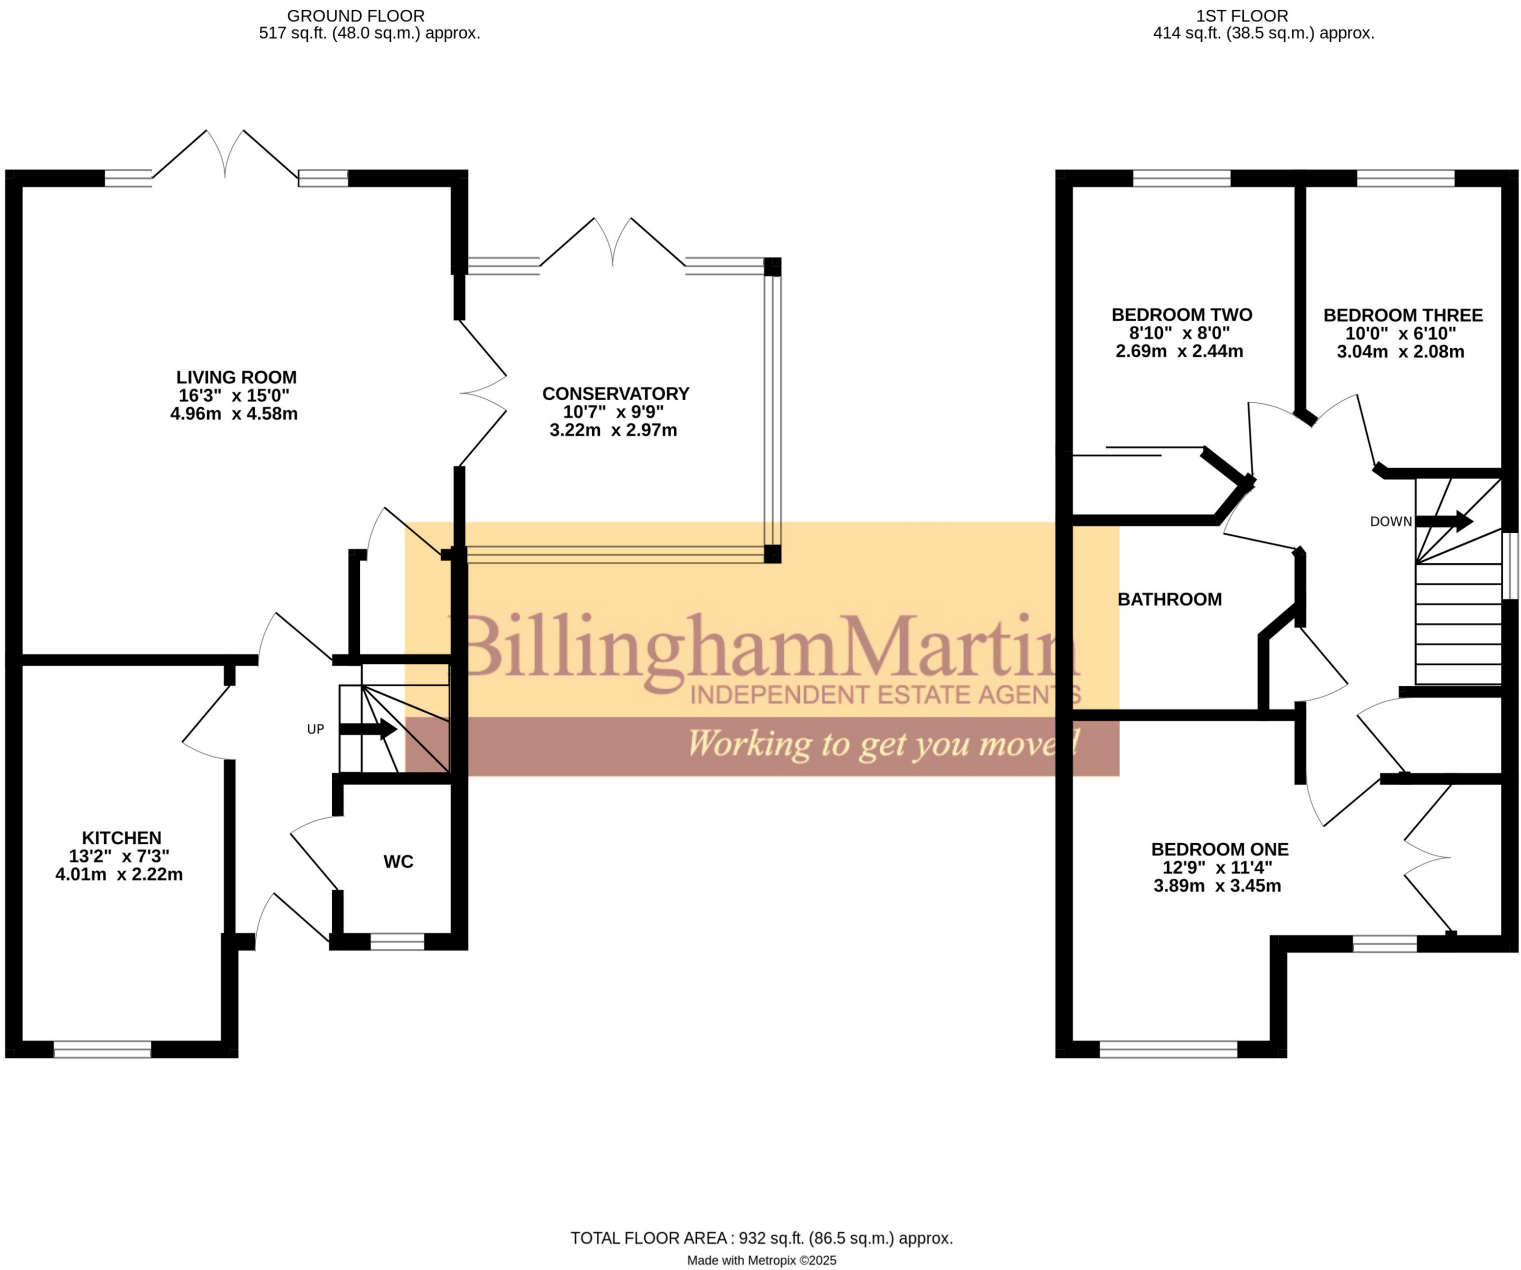 GROUND FLOOR
517 sq.ft. (48.0 sq.m.) approx.
1ST FLOOR
414 sq.ft. (38.5 sq.m.) approx.
LIVING ROOM
16'3" x 15'0"
4.96m x 4.58m
CONSERVATORY
10'7" x 9'9"
3.22m x 2.97m
UP
KITCHEN
13'2" x 7'3"
4.01m x 2.22m
WC
BEDROOM TWO
8'10" x 8'0"
2.69m x 2.44m
BEDROOM THREE
10'0" x 6'10"
3.04m x 2.08m
DOWN
BATHROOM
BEDROOM ONE
12'9" x 11'4"
3.89m x 3.45m
BillinghamMartin
INDEPENDENT ESTATE AGENTS
Working to get you moved!
TOTAL FLOOR AREA : 932 sq.ft. (86.5 sq.m.) approx.
Made with Metropix ©2025